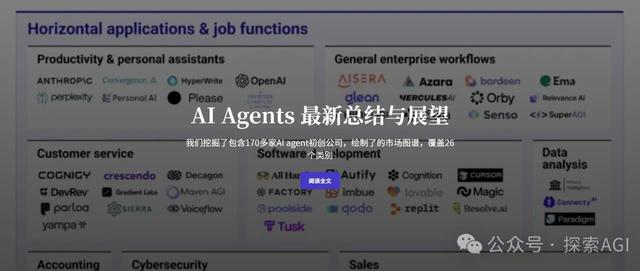 Horizontal applications & job functions
Productivity & personal assistants
General enterprise workflows
ANTHROP\C Convergence HyperWrite OpenAI
perplexity Personal AI Please
AISERA Azara bardeen Ema
glean HERCULES AI Orby Relevance AI
Senso SuperAGI
AI Agents 最新总结与展望
我们挖掘了包含170多家AI agent初创公司，绘制了的市场图谱，覆盖26
个类别
阅读全文
Customer service
Software development
Data
analysis
COGNIGY crescendo Decagon
DevRev Gradient Labs Maven AGI
parloa SIERRA Voiceflow
yampa
All Hands Autify Cognition CURSOR
FACTORY imbue lovable Magic
poolside qodo replit Resolve.ai
Tusk
Connecty AI
Paradigm
Accounting
Cybersecurity
Sales
公众号 · 探索AGI